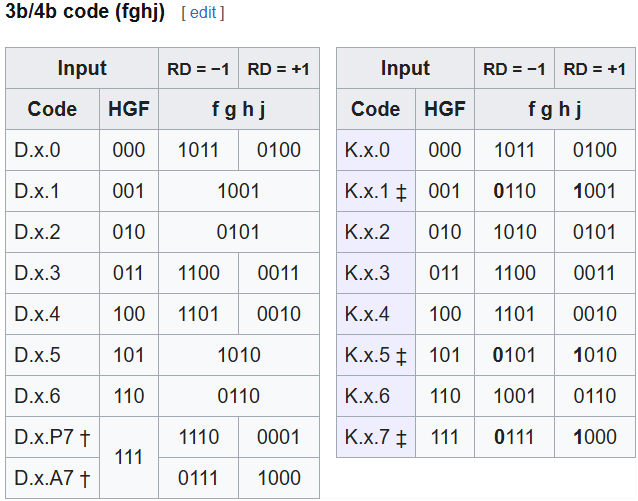 3b/4b code (fghj) [ edit ]
Input RD = −1 RD = +1
Code HGF f g h j
D.x.0 000 1011 0100
D.x.1 001 1001
D.x.2 010 0101
D.x.3 011 1100 0011
D.x.4 100 1101 0010
D.x.5 101 1010
D.x.6 110 0110
D.x.P7 † 111 1110 0001
D.x.A7 † 0111 1000
Input RD = −1 RD = +1
Code HGF f g h j
K.x.0 000 1011 0100
K.x.1 ‡ 001 0110 1001
K.x.2 010 1010 0101
K.x.3 011 1100 0011
K.x.4 100 1101 0010
K.x.5 ‡ 101 0101 1010
K.x.6 110 1001 0110
K.x.7 ‡ 111 0111 1000